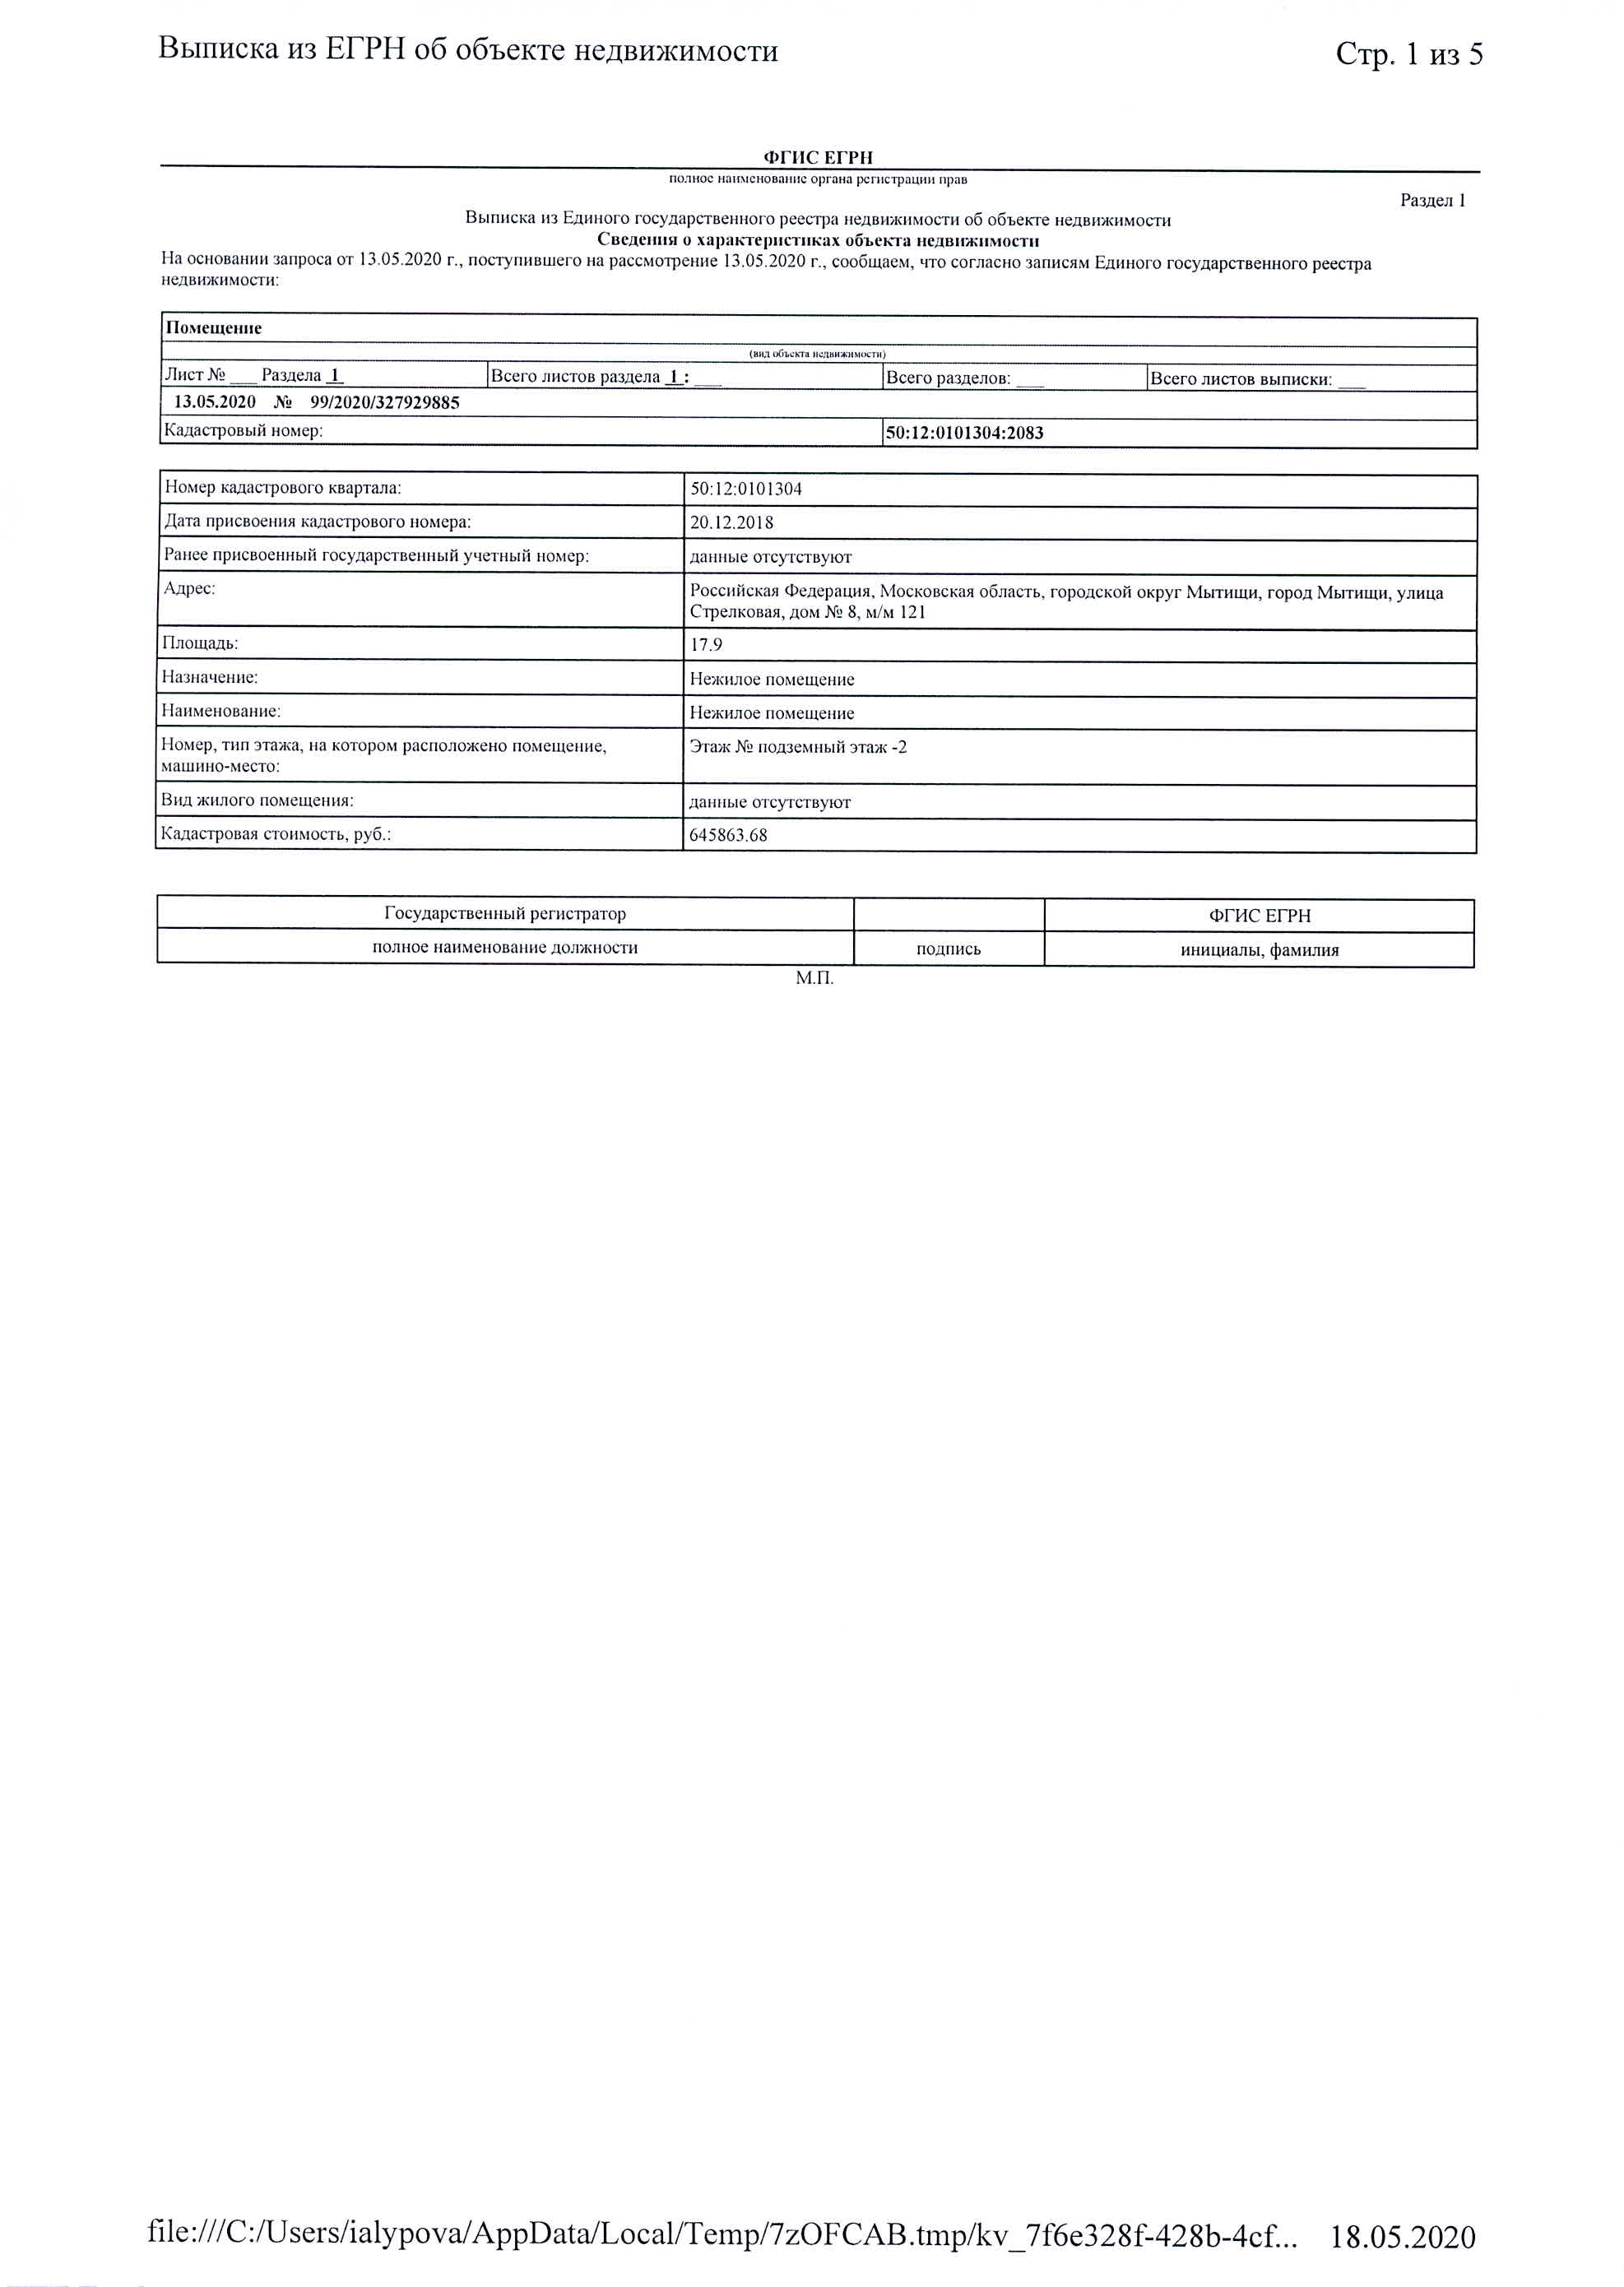 Выписка из ЕГРН об объекте недвижимости
Стр. 1 из 5
ФГИС ЕГРН
полное наименование органа регистрации прав
Раздел 1
Выписка из Единого государственного реестра недвижимости об объекте недвижимости
Сведения о характеристиках объекта недвижимости
На основании запроса от 13.05.2020 г., поступившего на рассмотрение 13.05.2020 г., сообщаем, что согласно записям Единого государственного реестра
недвижимости:
Помещение
(вид объекта недвижимости)
Лист № ___ Раздела 1 Всего листов раздела 1 : ___ Всего разделов: ___ Всего листов выписки: ___
13.05.2020 № 99/2020/327929885
Кадастровый номер: 50:12:0101304:2083
Номер кадастрового квартала: 50:12:0101304
Дата присвоения кадастрового номера: 20.12.2018
Ранее присвоенный государственный учетный номер: данные отсутствуют
Адрес: Российская Федерация, Московская область, городской округ Мытищи, город Мытищи, улица
Стрелковая, дом № 8, м/м 121
Площадь: 17.9
Назначение: Нежилое помещение
Наименование: Нежилое помещение
Номер, тип этажа, на котором расположено помещение, Этаж № подземный этаж -2
машино-место:
Вид жилого помещения: данные отсутствуют
Кадастровая стоимость, руб.: 645863.68
Государственный регистратор ФГИС ЕГРН
полное наименование должности подпись инициалы, фамилия
М.П.
file:///C:/Users/ialypova/AppData/Local/Temp/7zOFCAB.tmp/kv_7f6e328f-428b-4cf... 18.05.2020